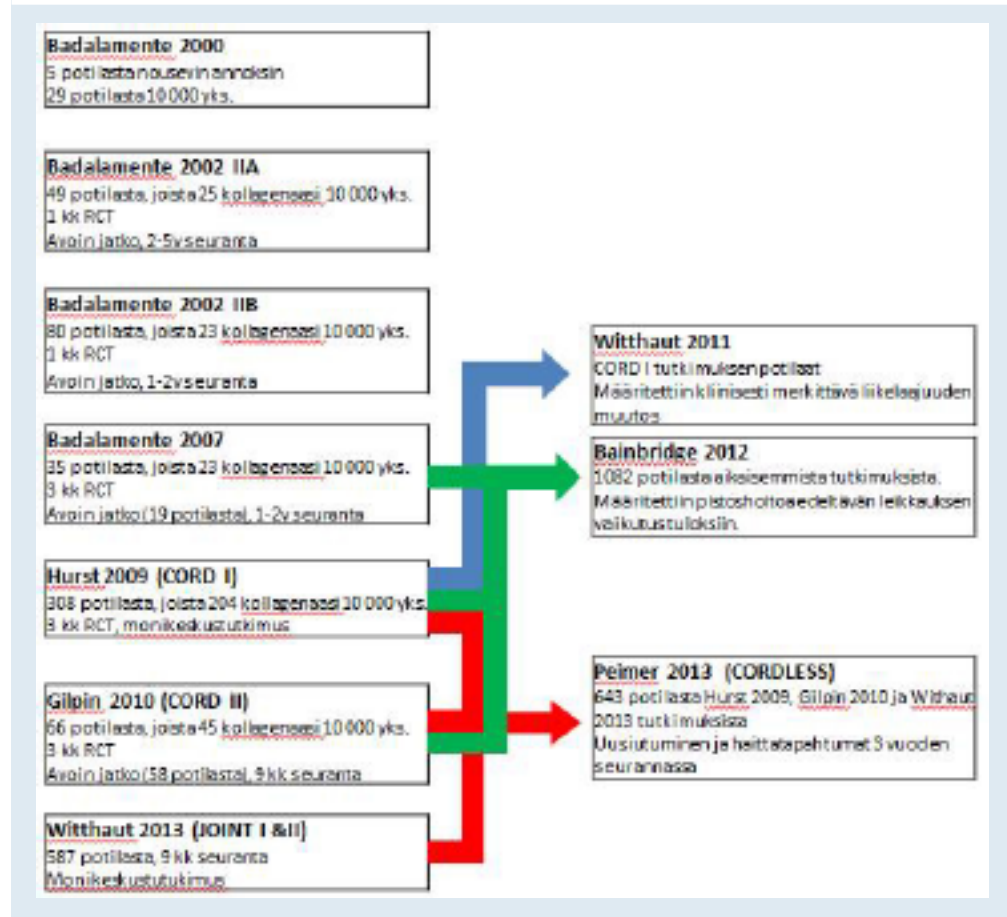 Badalamente 2000
5 potilasta nousevin annoksin
29 potilasta 10 000 yks.
Badalamente 2002 IIA
49 potilasta, joista 25 kollagenaasi 10 000 yks.
1 kk RCT
Avoin jatko, 2-5v seuranta
Badalamente 2002 IIB
80 potilasta, joista 23 kollagenaasi 10 000 yks.
1 kk RCT
Avoin jatko, 1-2v seuranta
Badalamente 2007
35 potilasta, joista 23 kollagenaasi 10 000 yks.
3 kk RCT
Avoin jatko (19 potilasta), 1-2v seuranta
Hurst 2009 (CORD I)
308 potilasta, joista 204 kollagenaasi 10 000 yks.
3 kk RCT, monikeskustutkimus
Gilpin 2010 (CORD II)
66 potilasta, joista 45 kollagenaasi 10 000 yks.
3 kk RCT
Avoin jatko (58 potilasta), 9 kk seuranta
Witthaut 2013 (JOINT I &II)
587 potilasta, 9 kk seuranta
Monikeskustutukimus
Witthaut 2011
CORD I tutkimuksen potilaat
Määritettiin kliinisesti merkittävä liikelaajuuden
muutos
Bainbridge 2012
1082 potilasta aikaisemmista tutkimuksista.
Määritettiin pistoshoitoa edeltävän leikkauksen
vaikutus tuloksiin.
Peimer 2013 (CORDLESS)
643 potilasta Hurst 2009, Gilpin 2010 ja Withaut
2013 tutkimuksista
Uusiutuminen ja haittatapahtumat 3 vuoden
seurannassa